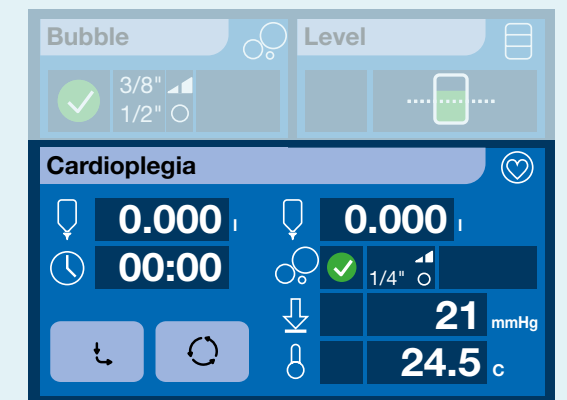 Bubble
Level
3/8"
1/2"
Cardioplegia
0.000 l
0.000 l
00:00
1/4"
21 mmHg
24.5 C